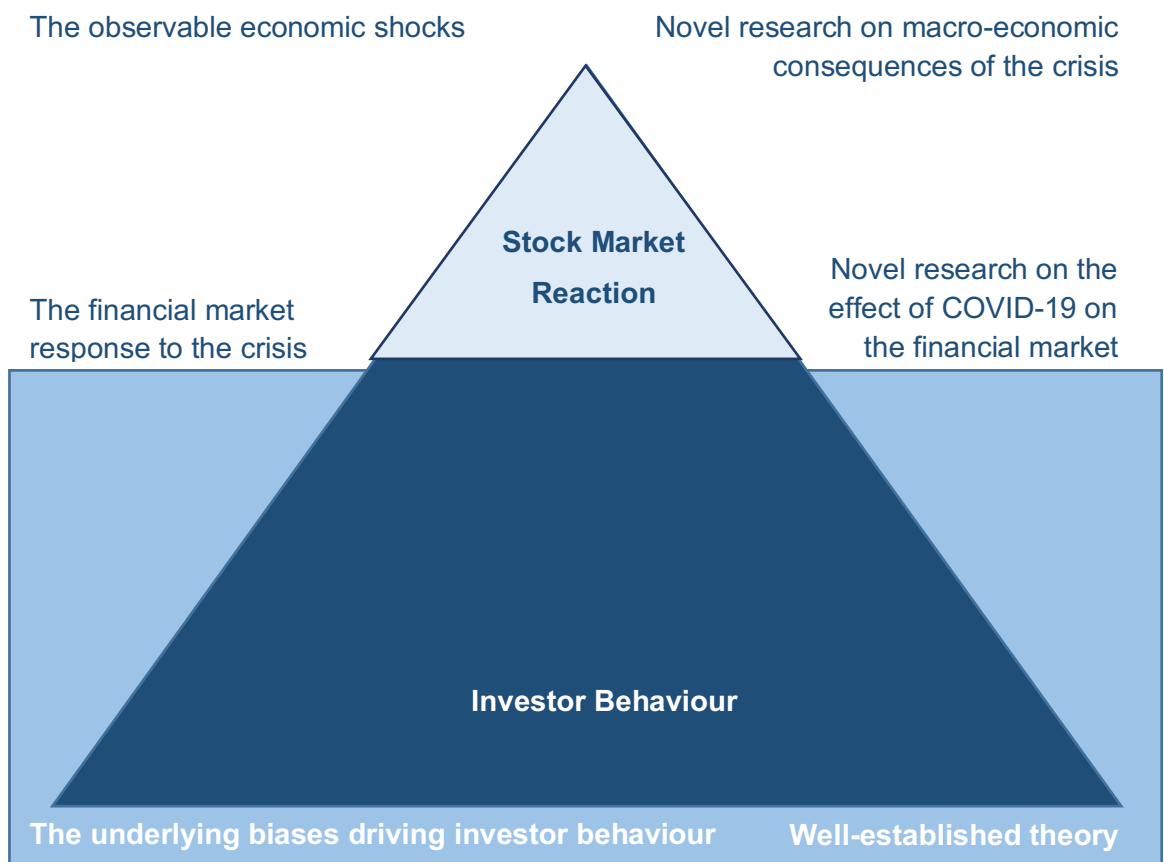 The observable economic shocks
Novel research on macro-economic
consequences of the crisis
Stock Market
Reaction
The financial market
response to the crisis
Novel research on the
effect of COVID-19 on
the financial market
Investor Behaviour
The underlying biases driving investor behaviour
Well-established theory